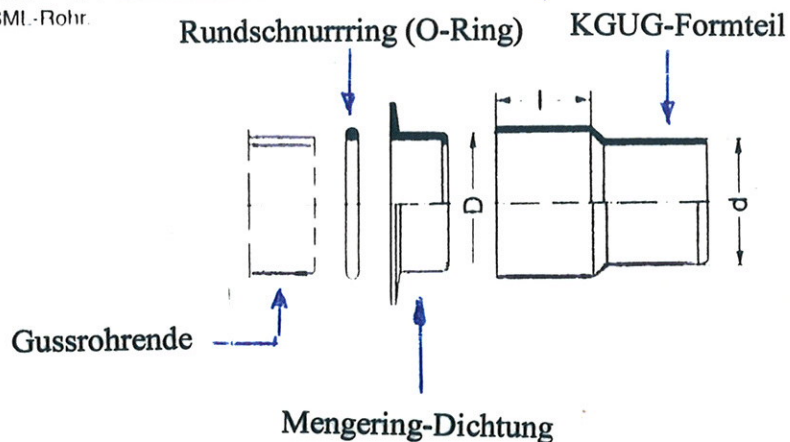 SML-Rohr.
Rundschnurrring (O-Ring)
KGUG-Formteil
l
D
d
Gussrohrende
Mengering-Dichtung